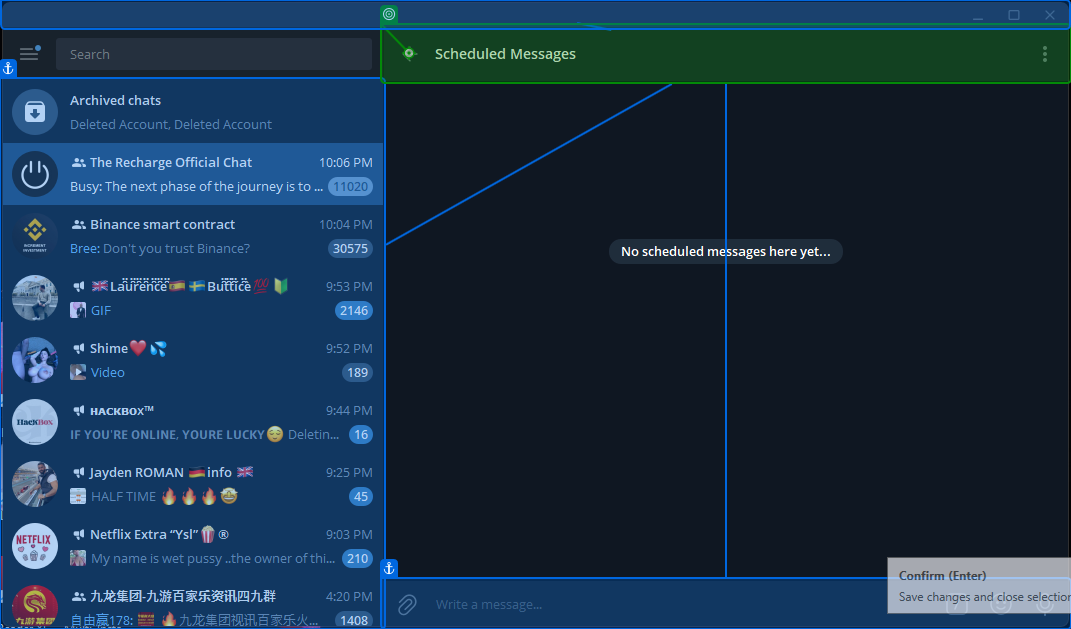 Search
Scheduled Messages
Archived chats
Deleted Account, Deleted Account
The Recharge Official Chat 10:06 PM
Busy: The next phase of the journey is to ... 11020
Binance smart contract 10:04 PM
Bree: Don't you trust Binance? 30575
🇬🇧Laurence🇪🇸 🇸🇪Buttice💯🔰 9:53 PM
GIF 2146
Shime❤️💦 9:52 PM
Video 189
ʜᴀᴄᴋʙᴏx™ 9:44 PM
IF YOU'RE ONLINE, YOURE LUCKY😌 Deletin... 16
Jayden ROMAN 🇩🇪info 🇬🇧 9:25 PM
HALF TIME 🔥🔥🔥🤩 45
NETFLIX
Netflix Extra “Ysl”🍿® 9:03 PM
My name is wet pussy ..the owner of thi... 210
九龙集团-九游百家乐资讯四九群 4:20 PM
自由赢178: 🔥九龙集团视讯百家乐火... 1408
No scheduled messages here yet...
Write a message...
Confirm (Enter)
Save changes and close selection